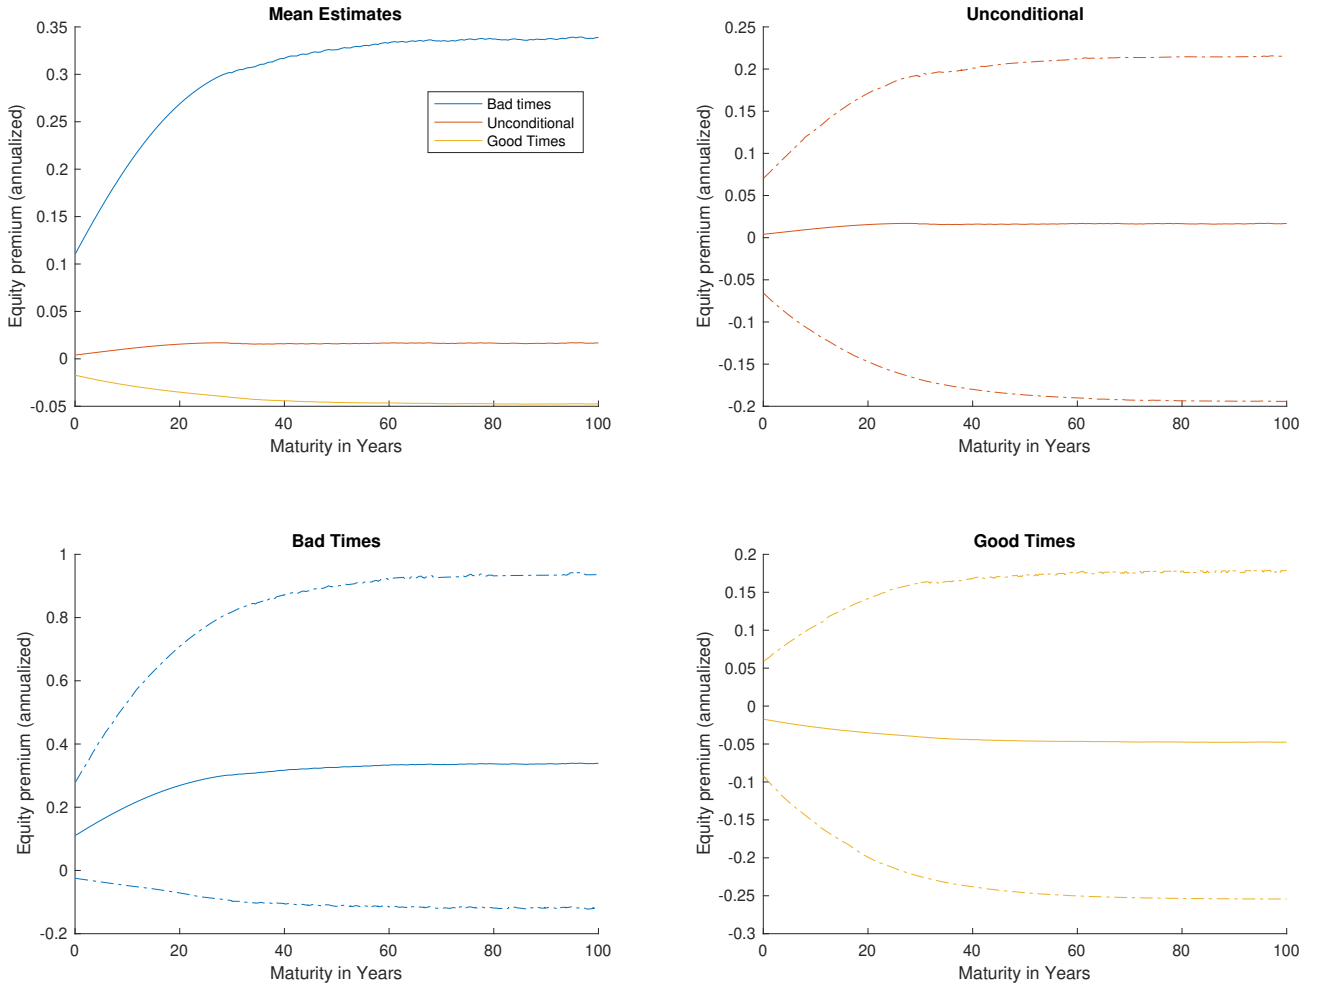 Mean Estimates
Equity premium (annualized)
0.35
0.3
0.25
0.2
0.15
0.1
0.05
0
-0.05
Bad times
Unconditional
Good Times
0 20 40 60 80 100
Maturity in Years
Unconditional
Equity premium (annualized)
0.25
0.2
0.15
0.1
0.05
0
-0.05
-0.1
-0.15
-0.2
0 20 40 60 80 100
Maturity in Years
Bad Times
Equity premium (annualized)
1
0.8
0.6
0.4
0.2
0
-0.2
0 20 40 60 80 100
Maturity in Years
Good Times
Equity premium (annualized)
0.2
0.15
0.1
0.05
0
-0.05
-0.1
-0.15
-0.2
-0.25
-0.3
0 20 40 60 80 100
Maturity in Years